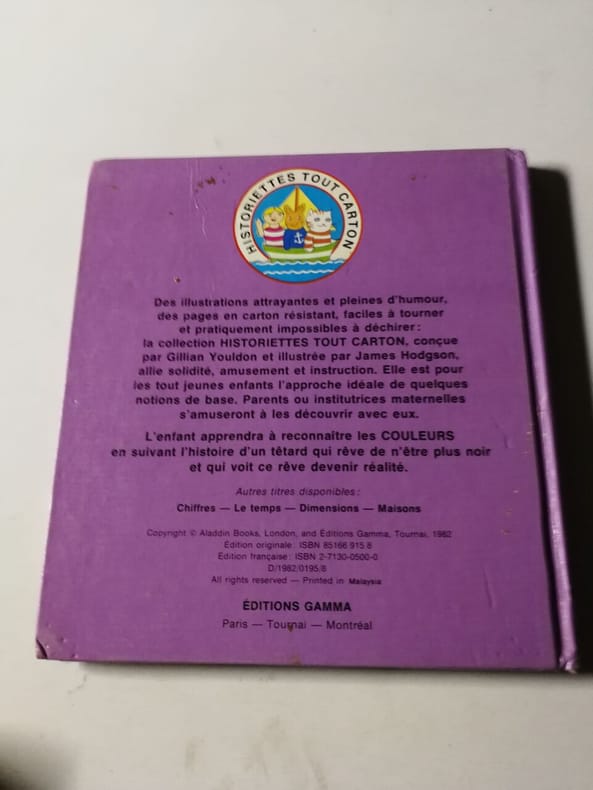 HISTORIETTES TOUT CARTON
Des illustrations attrayantes et pleines d'humour,
des pages en carton résistant, faciles à tourner
et pratiquement impossibles à déchirer :
la collection HISTORIETTES TOUT CARTON, conçue
par Gillian Youldon et illustrée par James Hodgson,
allie solidité, amusement et instruction. Elle est pour
les tout jeunes enfants l'approche idéale de quelques
notions de base. Parents ou institutrices maternelles
s'amuseront à les découvrir avec eux.
L'enfant apprendra à reconnaître les COULEURS
en suivant l'histoire d'un têtard qui rêve de n'être plus noir
et qui voit ce rêve devenir réalité.
Autres titres disponibles :
Chiffres — Le temps — Dimensions — Maisons
Copyright © Aladdin Books, London, and Éditions Gamma, Tournai, 1982
Édition originale : ISBN 85166 915 8
Édition française : ISBN 2-7130-0500-0
D/1982/0195/8
All rights reserved — Printed in Malaysia
ÉDITIONS GAMMA
Paris — Tournai — Montréal